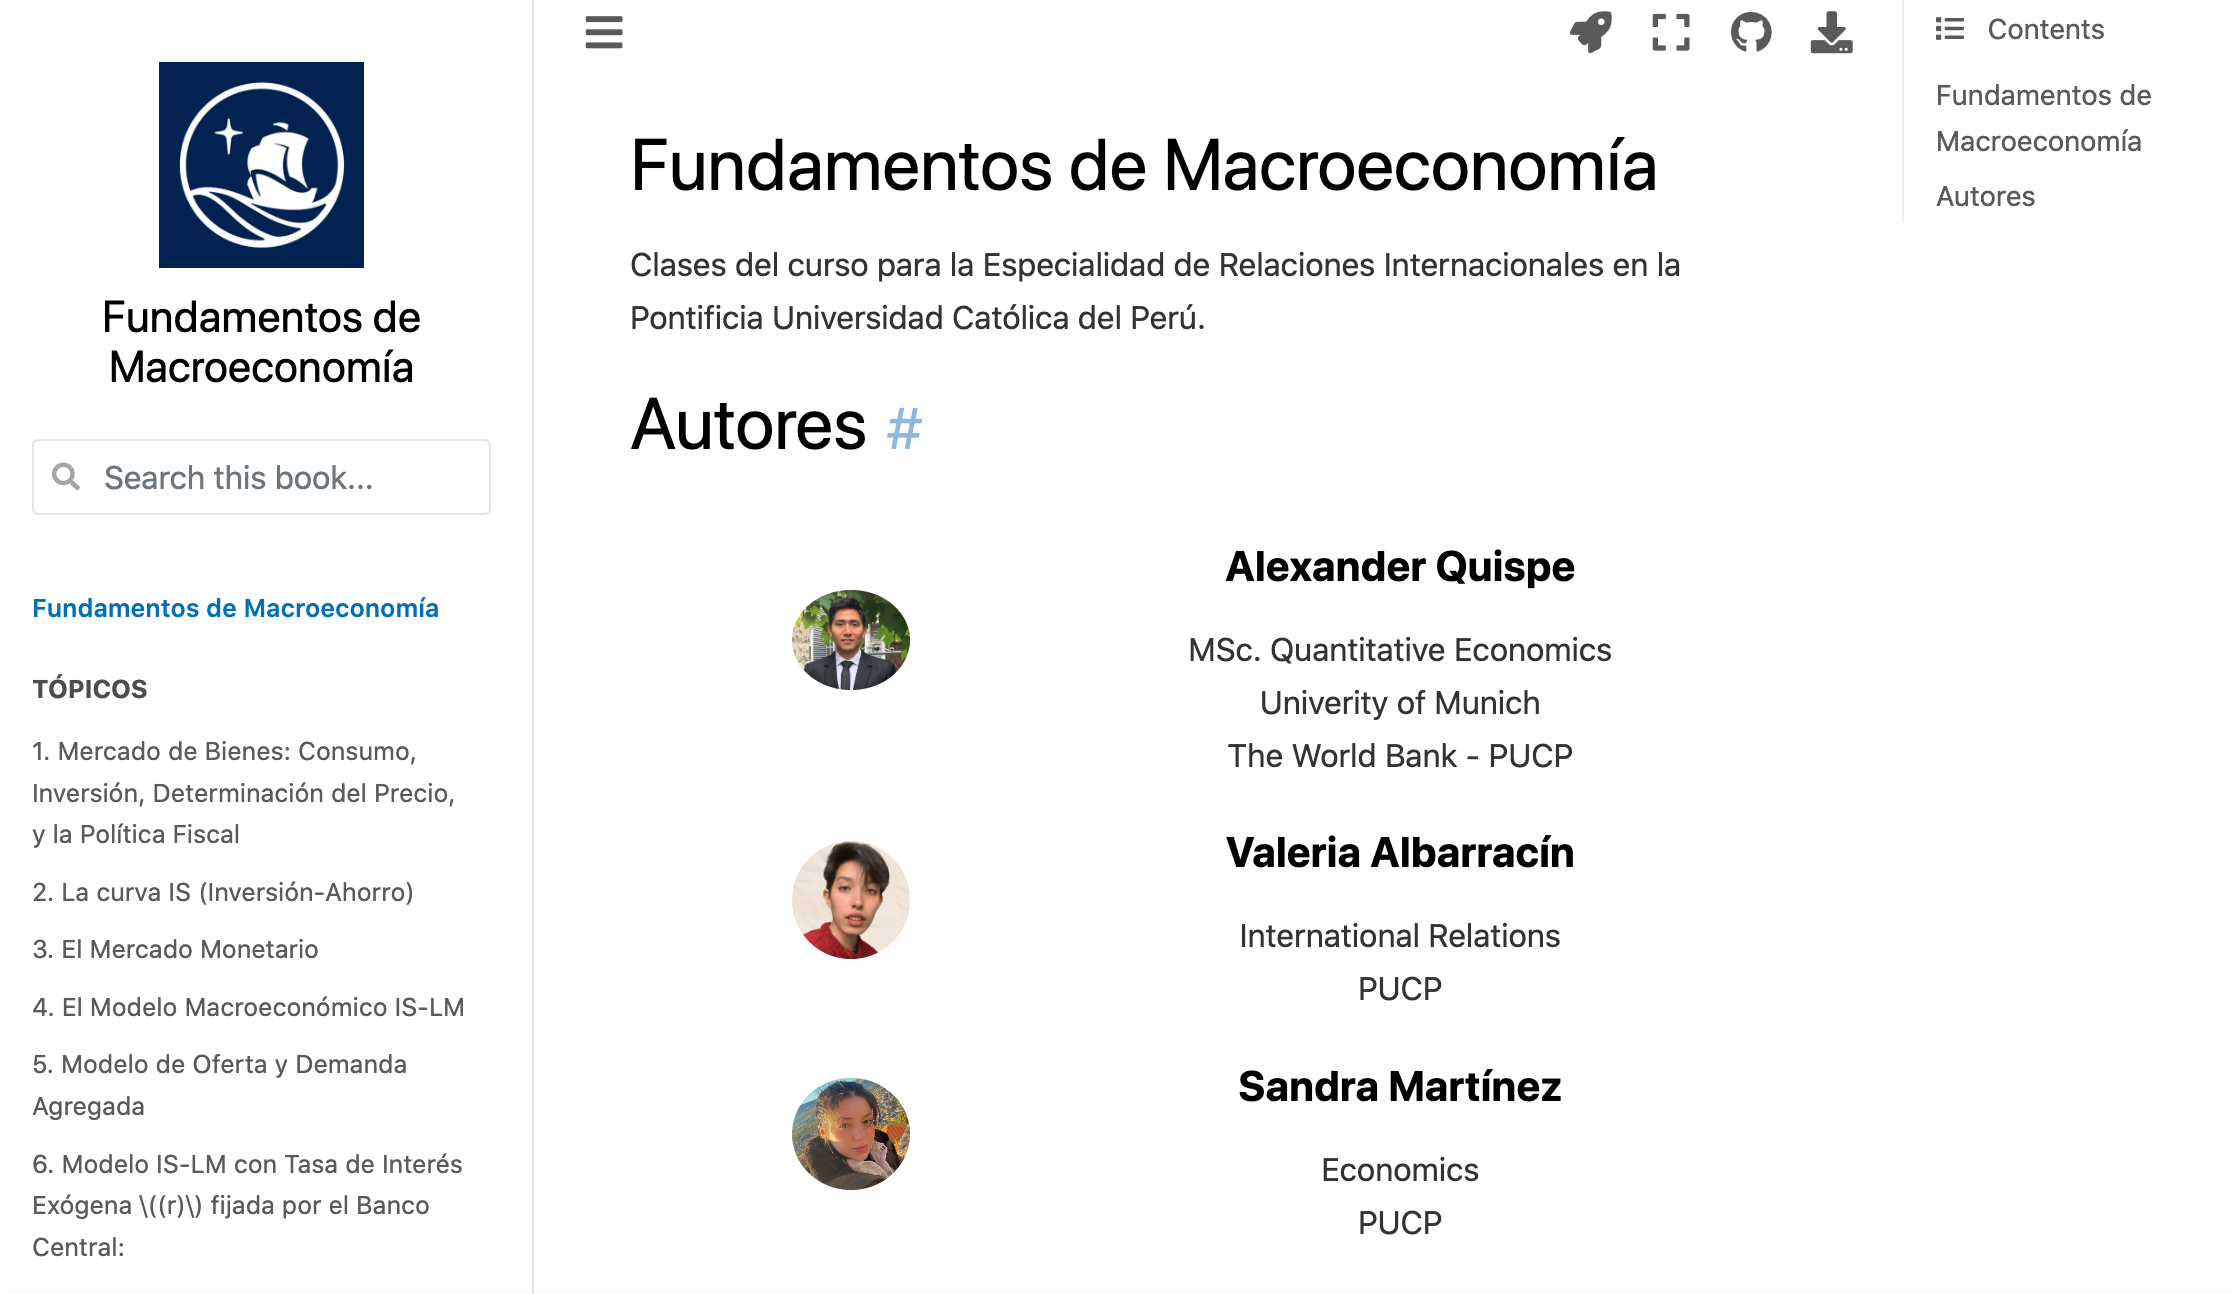 Fundamentos de
Macroeconomía
Search this book...
Fundamentos de Macroeconomía
TÓPICOS
1. Mercado de Bienes: Consumo,
Inversión, Determinación del Precio,
y la Política Fiscal
2. La curva IS (Inversión-Ahorro)
3. El Mercado Monetario
4. El Modelo Macroeconómico IS-LM
5. Modelo de Oferta y Demanda
Agregada
6. Modelo IS-LM con Tasa de Interés
Exógena \((r)\) fijada por el Banco
Central:
Fundamentos de Macroeconomía
Clases del curso para la Especialidad de Relaciones Internacionales en la
Pontificia Universidad Católica del Perú.
Autores #
Alexander Quispe
MSc. Quantitative Economics
Univerity of Munich
The World Bank - PUCP
Valeria Albarracín
International Relations
PUCP
Sandra Martínez
Economics
PUCP
Contents
Fundamentos de
Macroeconomía
Autores